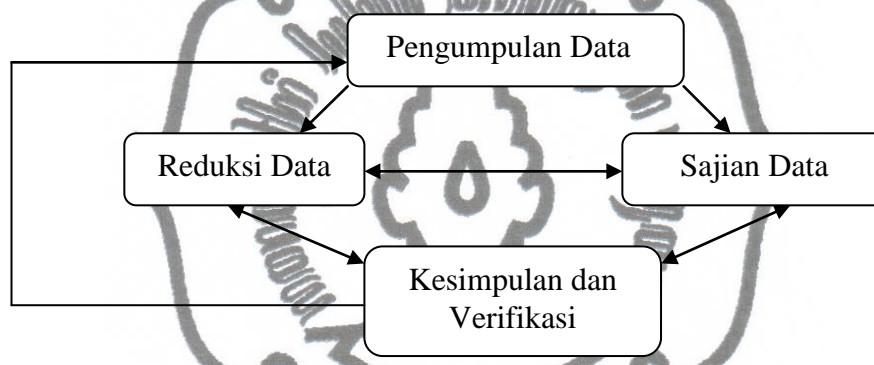 Pengumpulan Data
Reduksi Data
Sajian Data
Kesimpulan dan
Verifikasi